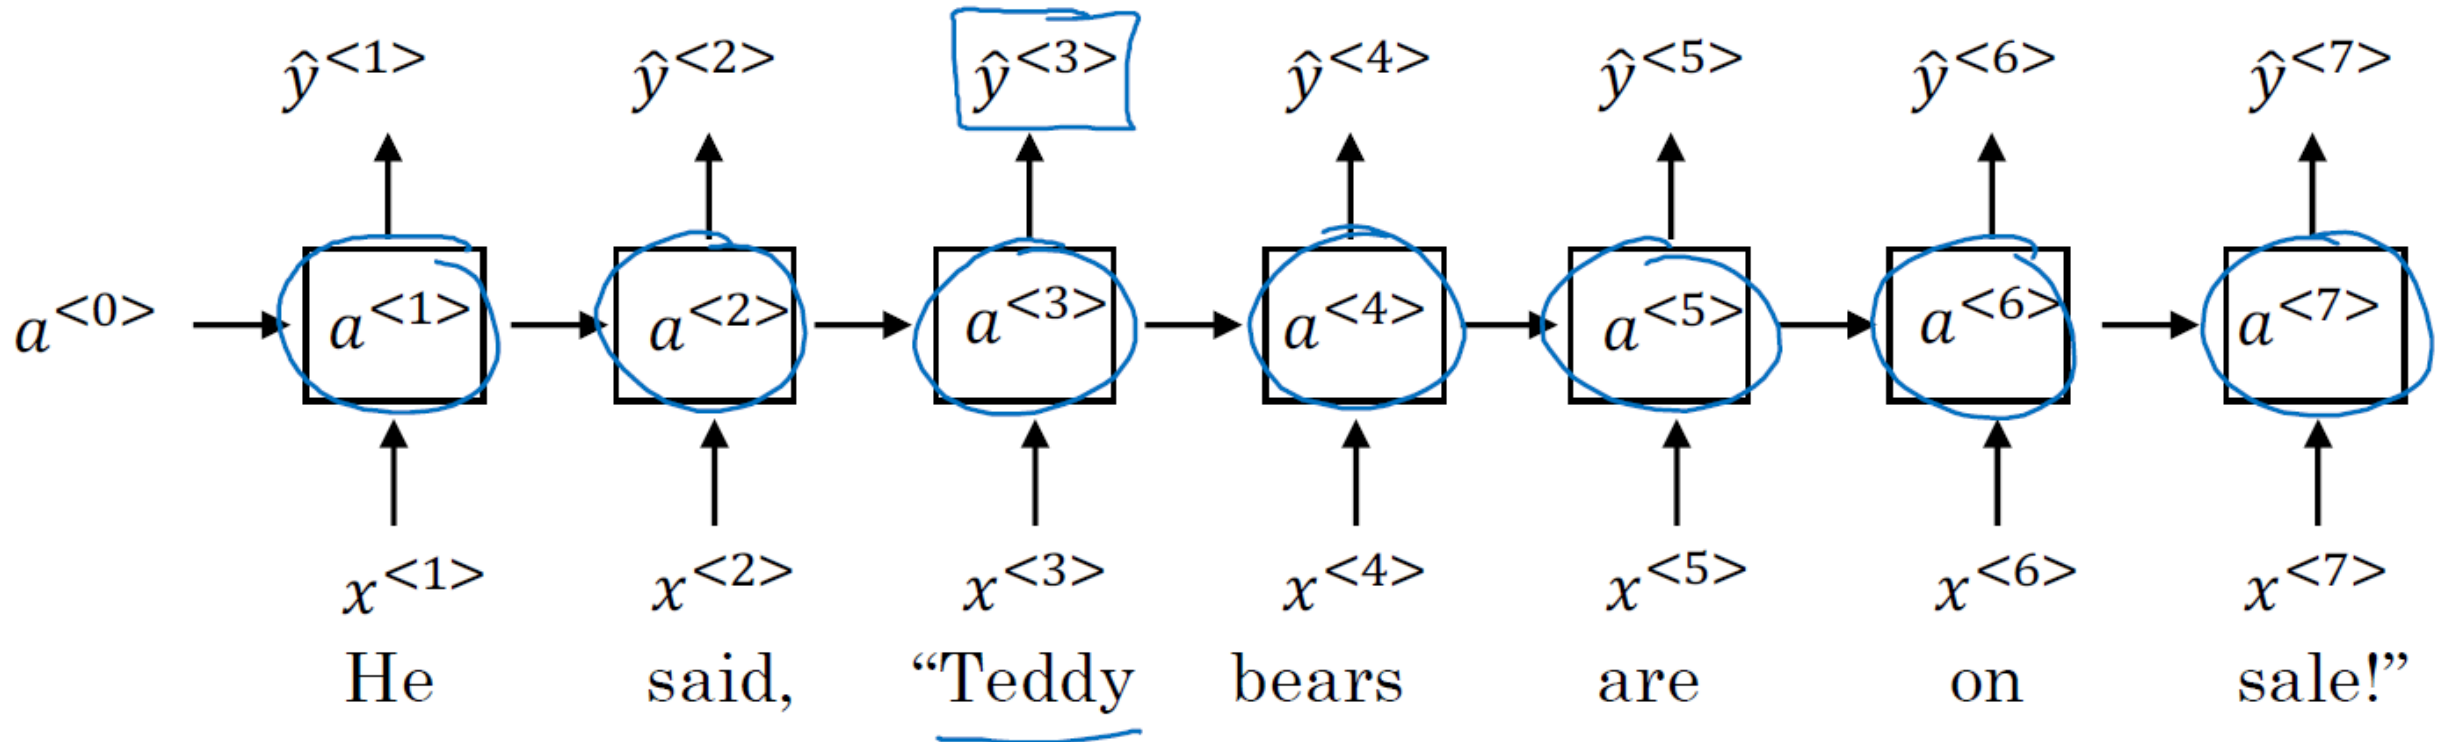 ŷ<1> ŷ<2> ŷ<3> ŷ<4> ŷ<5> ŷ<6> ŷ<7>
a<0> a<1> a<2> a<3> a<4> a<5> a<6> a<7>
x<1> x<2> x<3> x<4> x<5> x<6> x<7>
He said, “Teddy bears are on sale!”